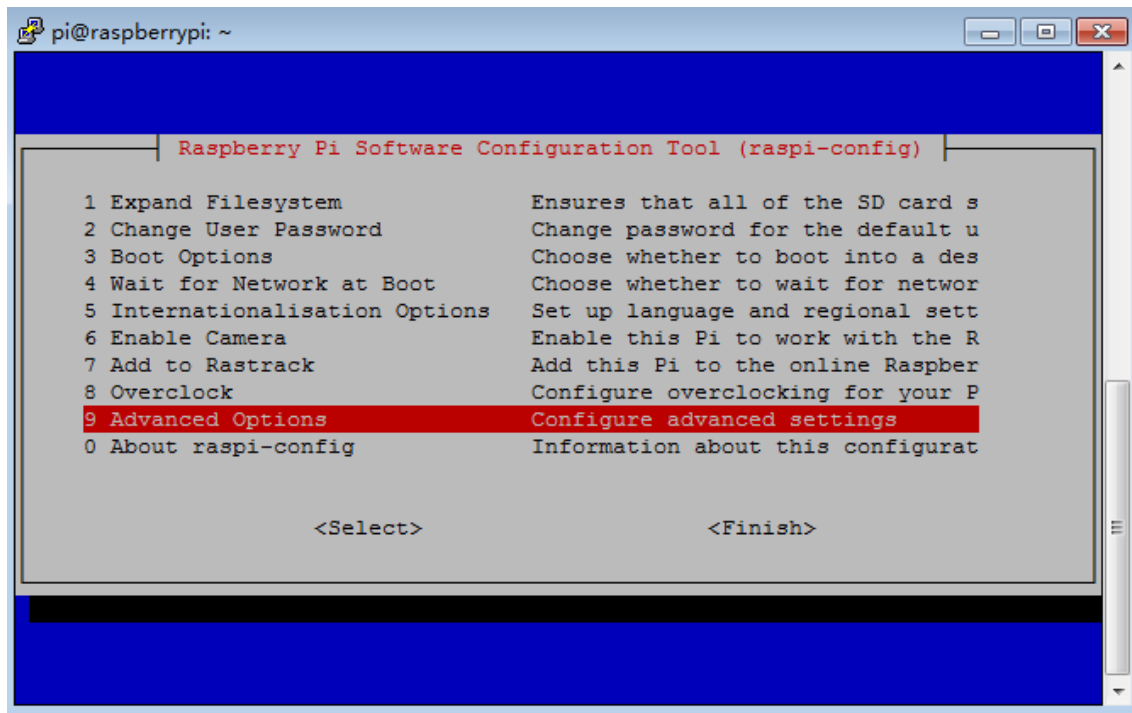 pi@raspberrypi: ~
Raspberry Pi Software Configuration Tool (raspi-config)
1 Expand Filesystem Ensures that all of the SD card s
2 Change User Password Change password for the default u
3 Boot Options Choose whether to boot into a des
4 Wait for Network at Boot Choose whether to wait for networ
5 Internationalisation Options Set up language and regional sett
6 Enable Camera Enable this Pi to work with the R
7 Add to Rastrack Add this Pi to the online Raspber
8 Overclock Configure overclocking for your P
9 Advanced Options Configure advanced settings
0 About raspi-config Information about this configurat
<Select> <Finish>